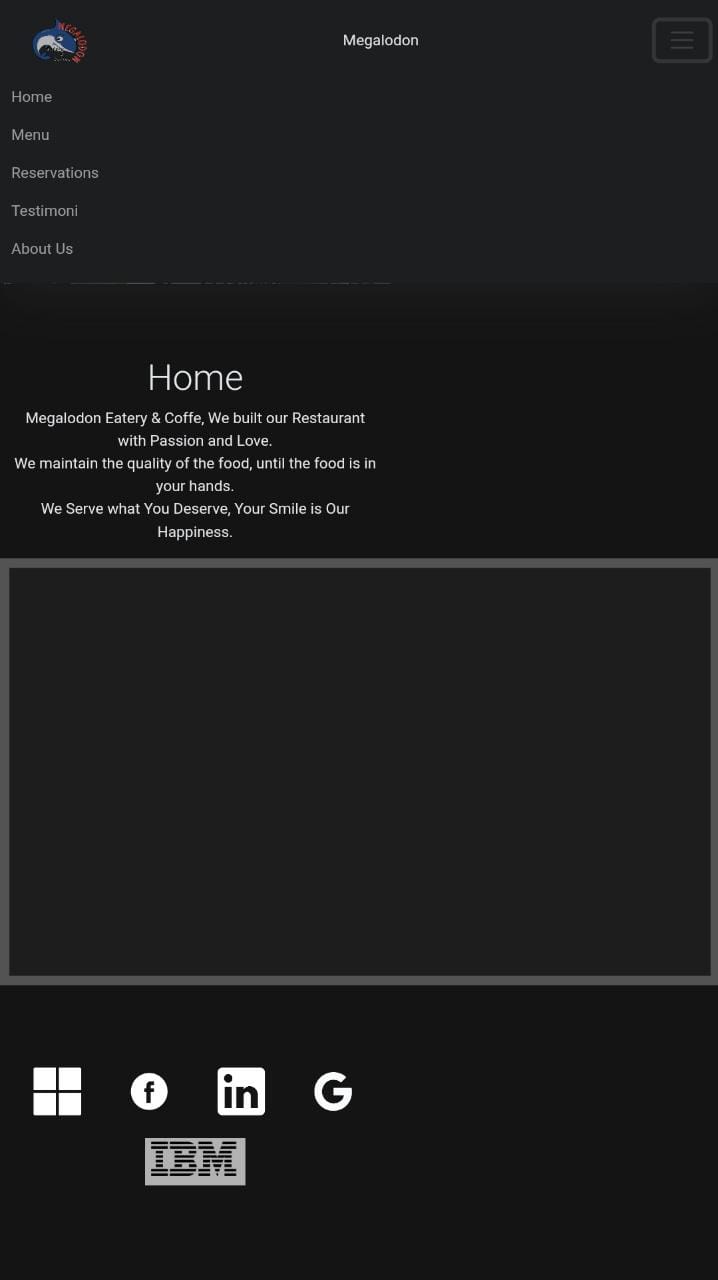 MEGALODON
Megalodon
Home
Menu
Reservations
Testimoni
About Us
Home
Megalodon Eatery & Coffe, We built our Restaurant
with Passion and Love.
We maintain the quality of the food, until the food is in
your hands.
We Serve what You Deserve, Your Smile is Our
Happiness.
f
in
G
IBM